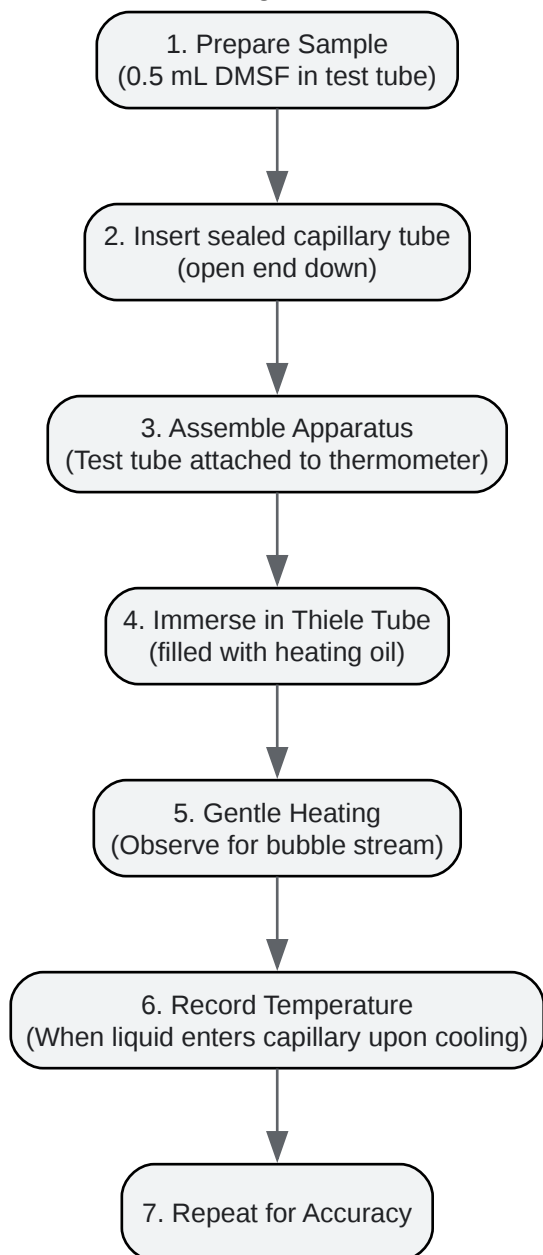 1. Prepare Sample
(0.5 mL DMSF in test tube)
2. Insert sealed capillary tube
(open end down)
3. Assemble Apparatus
(Test tube attached to thermometer)
4. Immerse in Thiele Tube
(filled with heating oil)
5. Gentle Heating
(Observe for bubble stream)
6. Record Temperature
(When liquid enters capillary upon cooling)
7. Repeat for Accuracy